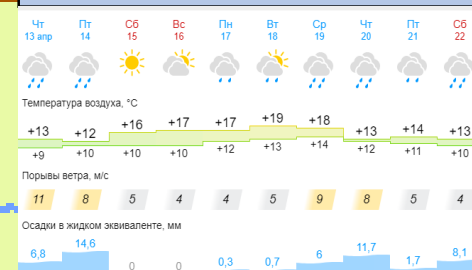 Чт Пт Сб Вс Пн Вт Ср Чт Пт Сб
13 апр 14 15 16 17 18 19 20 21 22
Температура воздуха, °C
+13 +12 +16 +17 +17 +19 +18 +13 +14 +13
+9 +10 +10 +10 +12 +13 +14 +12 +11 +10
Порывы ветра, м/с
11 8 5 4 4 5 9 8 5 4
Осадки в жидком эквиваленте, мм
6,8 14,6 0 0 0,3 0,7 6 11,7 1,7 8,1